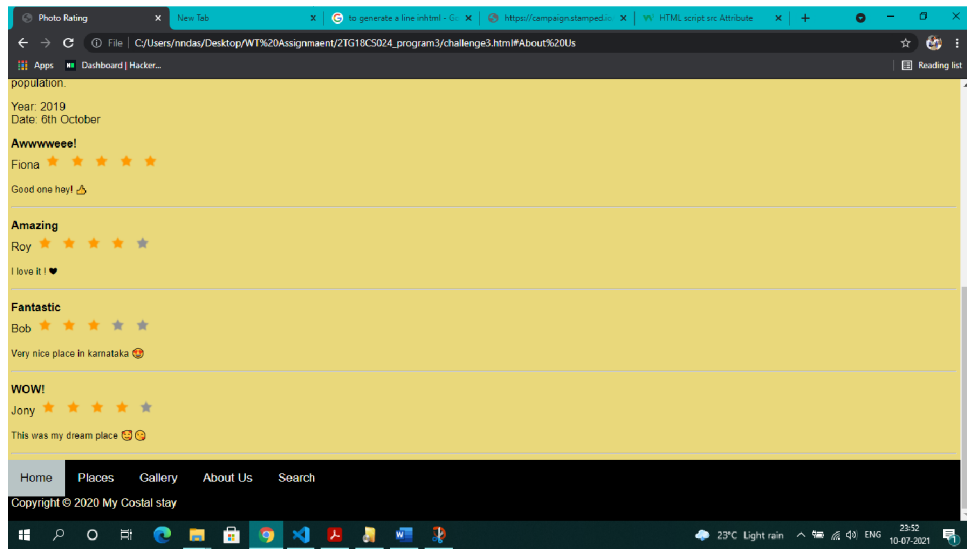 Photo Rating
New Tab
to generate a line inhtml - Go
https://campaign.stamped.io
HTML script src Attribute
File C:/Users/nndas/Desktop/WT%20Assignmaent/2TG18CS024_program3/challenge3.html#About%20Us
Apps Dashboard | Hacker...
Reading list
population.
Year: 2019
Date: 6th October
Awwwweee!
Fiona
Good one hey! 👍
Amazing
Roy
I love it ! ❤
Fantastic
Bob
Very nice place in karnataka 😍
WOW!
Jony
This was my dream place 🥰😘
Home Places Gallery About Us Search
Copyright © 2020 My Costal stay
23°C Light rain ENG
23:52
10-07-2021